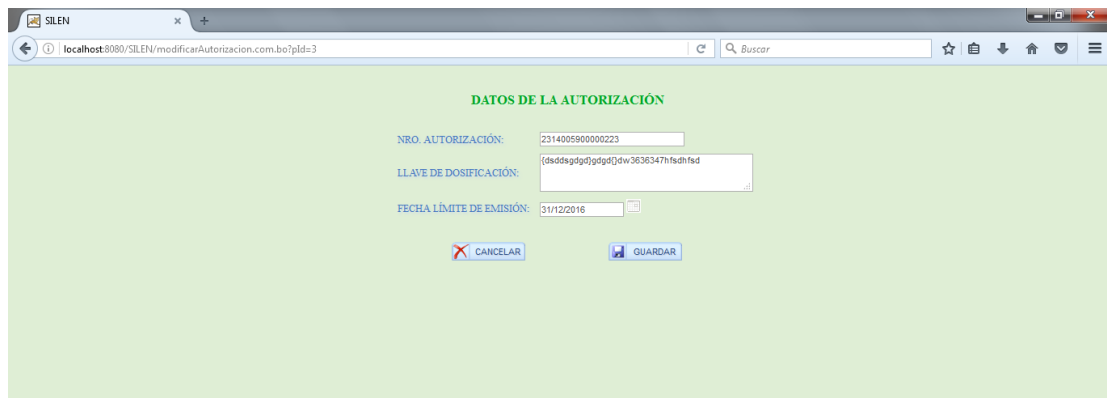 SILEN
localhost:8080/SILEN/modificarAutorizacion.com.bo?pId=3
Buscar
DATOS DE LA AUTORIZACIÓN
NRO. AUTORIZACIÓN: 2314005900000223
LLAVE DE DOSIFICACIÓN: {dsddsgdgd}gdgd{}dw3636347hfsdhfsd
FECHA LÍMITE DE EMISIÓN: 31/12/2016
CANCELAR GUARDAR